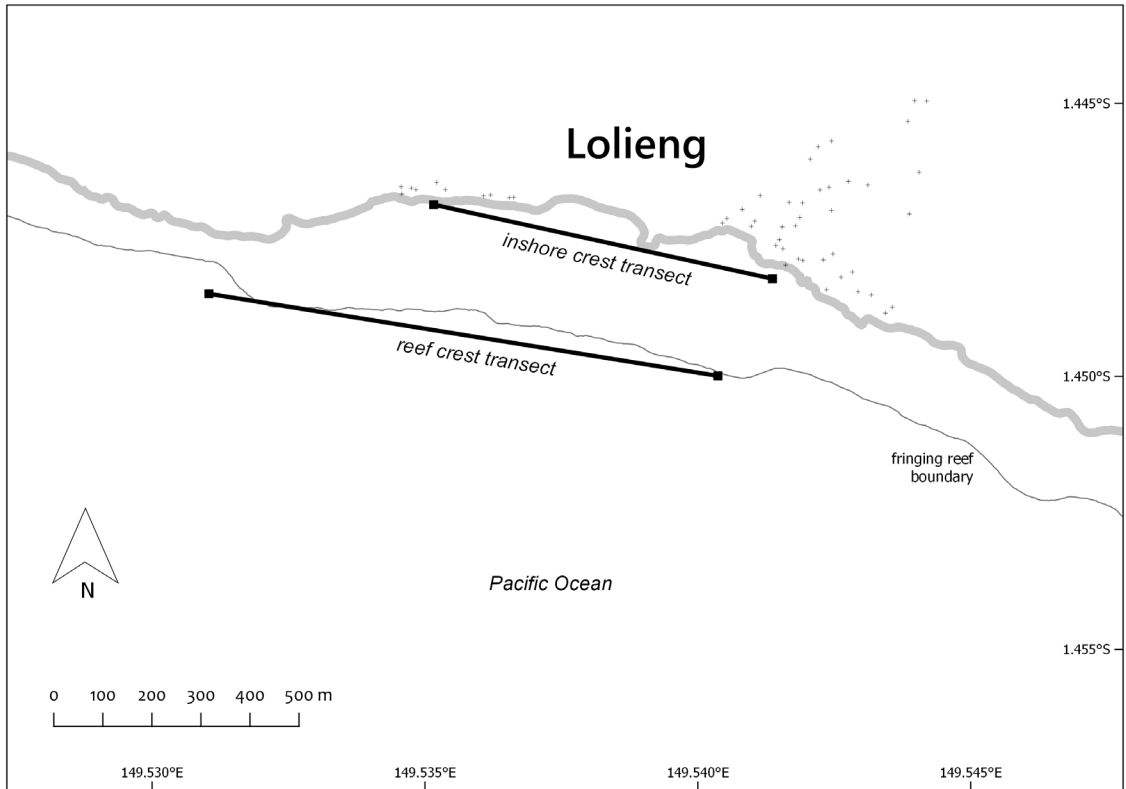 1.445°S
Lolieng
inshore crest transect
reef crest transect
1.450°S
fringing reef
boundary
N
Pacific Ocean
1.455°S
0 100 200 300 400 500 m
149.530°E 149.535°E 149.540°E 149.545°E